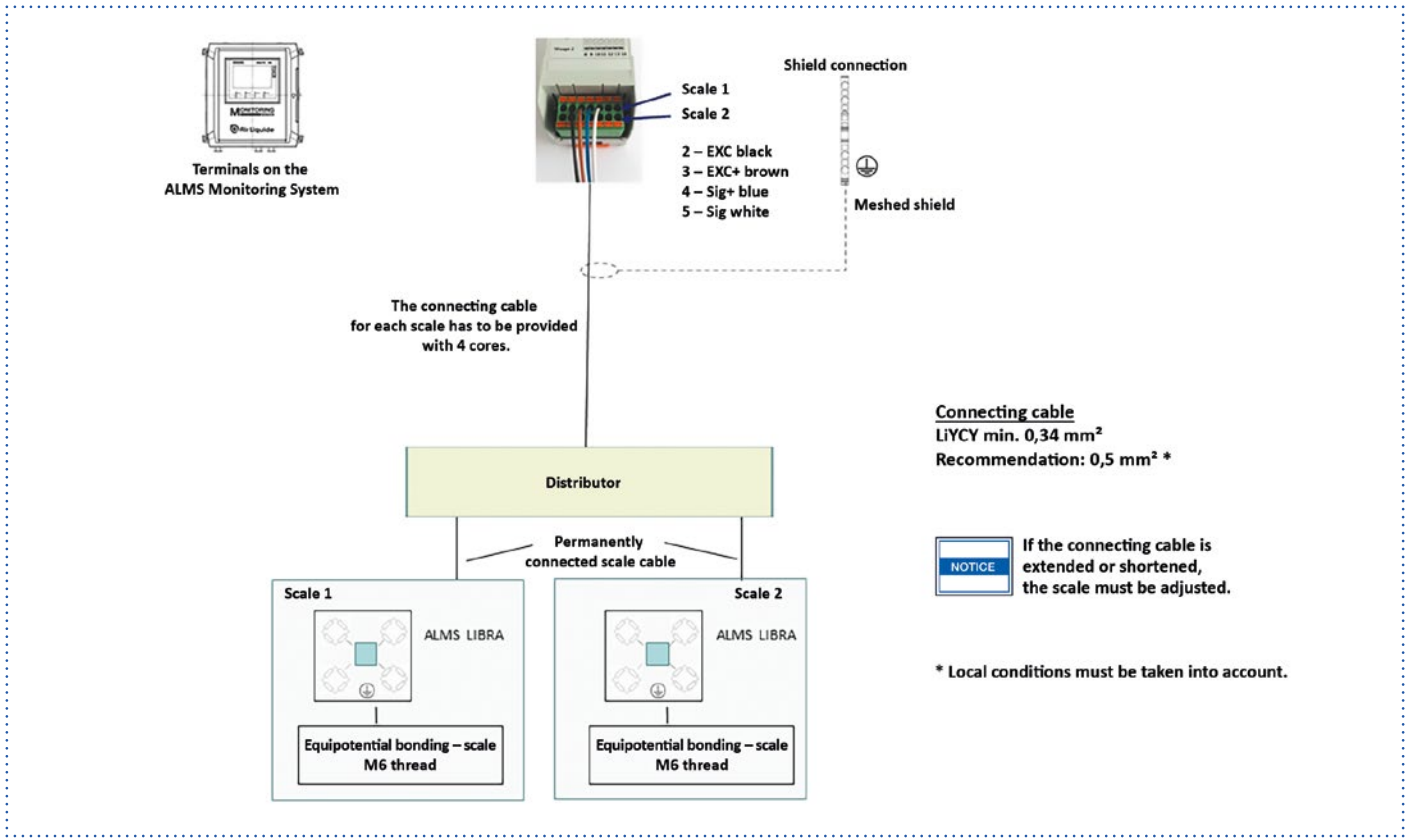 MONITORING
Air Liquide
Terminals on the
ALMS Monitoring System
Scale 1
Scale 2
2 – EXC black
3 – EXC+ brown
4 – Sig+ blue
5 – Sig white
Shield connection
Meshed shield
The connecting cable
for each scale has to be provided
with 4 cores.
Distributor
Permanently
connected scale cable
Scale 1
ALMS LIBRA
Equipotential bonding – scale
M6 thread
Scale 2
ALMS LIBRA
Equipotential bonding – scale
M6 thread
Connecting cable
LiYCY min. 0,34 mm²
Recommendation: 0,5 mm² *
NOTICE
If the connecting cable is
extended or shortened,
the scale must be adjusted.
* Local conditions must be taken into account.